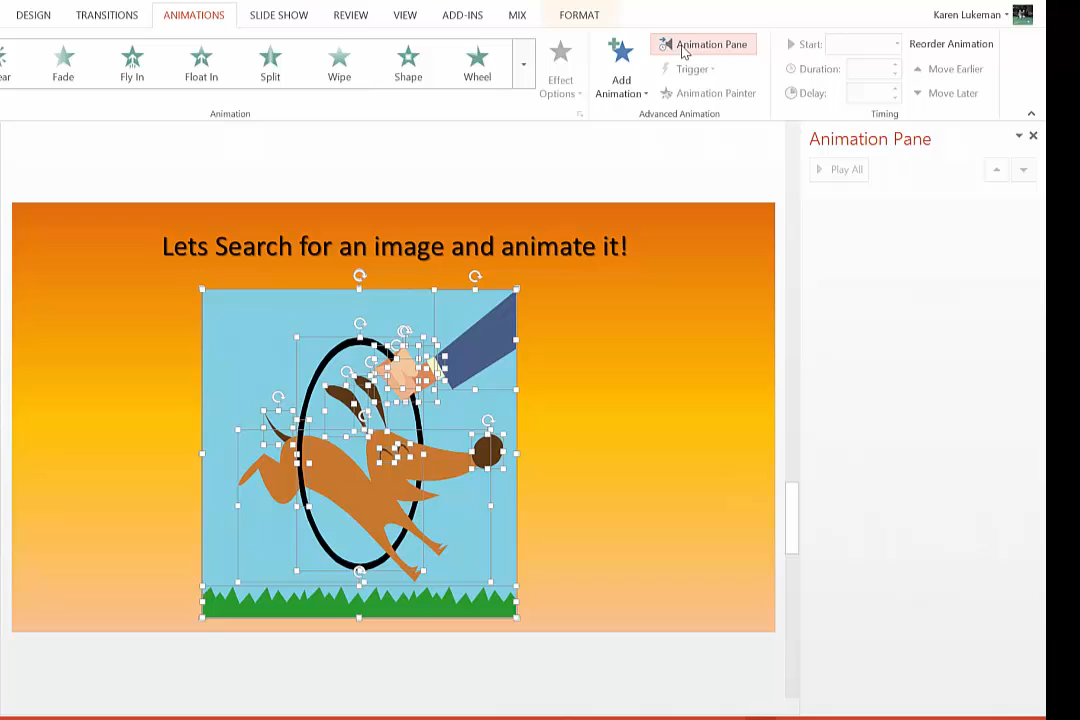 DESIGN TRANSITIONS ANIMATIONS SLIDE SHOW REVIEW VIEW ADD-INS MIX FORMAT Karen Lukeman
Fade Fly In Float In Split Wipe Shape Wheel
Effect Options
Add Animation
Animation Pane
Trigger
Animation Painter
Start:
Duration:
Delay:
Reorder Animation
Move Earlier
Move Later
Animation Advanced Animation Timing
Animation Pane
Play All
Lets Search for an image and animate it!